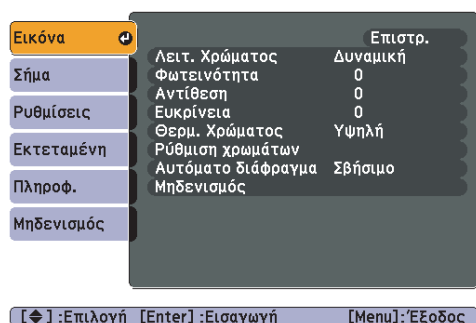 Εικόνα
Σήμα
Ρυθμίσεις
Εκτεταμένη
Πληροφ.
Μηδενισμός
Επιστρ.
Λειτ. Χρώματος Δυναμική
Φωτεινότητα 0
Αντίθεση 0
Ευκρίνεια 0
Θερμ. Χρώματος Υψηλή
Ρύθμιση χρωμάτων
Αυτόματο διάφραγμα Σβήσιμο
Μηδενισμός
[◆] :Επιλογή [Enter] :Εισαγωγή [Menu]:Έξοδος